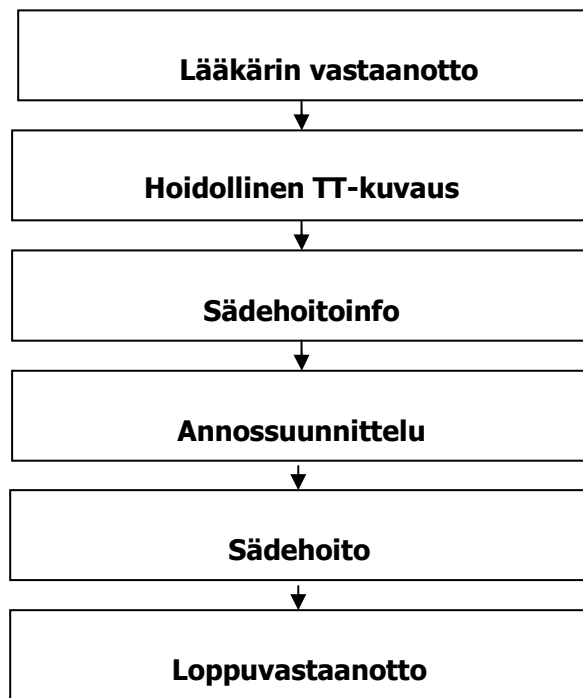 Lääkärin vastaanotto
Hoidollinen TT-kuvaus
Sädehoitoinfo
Annossuunnittelu
Sädehoito
Loppuvastaanotto